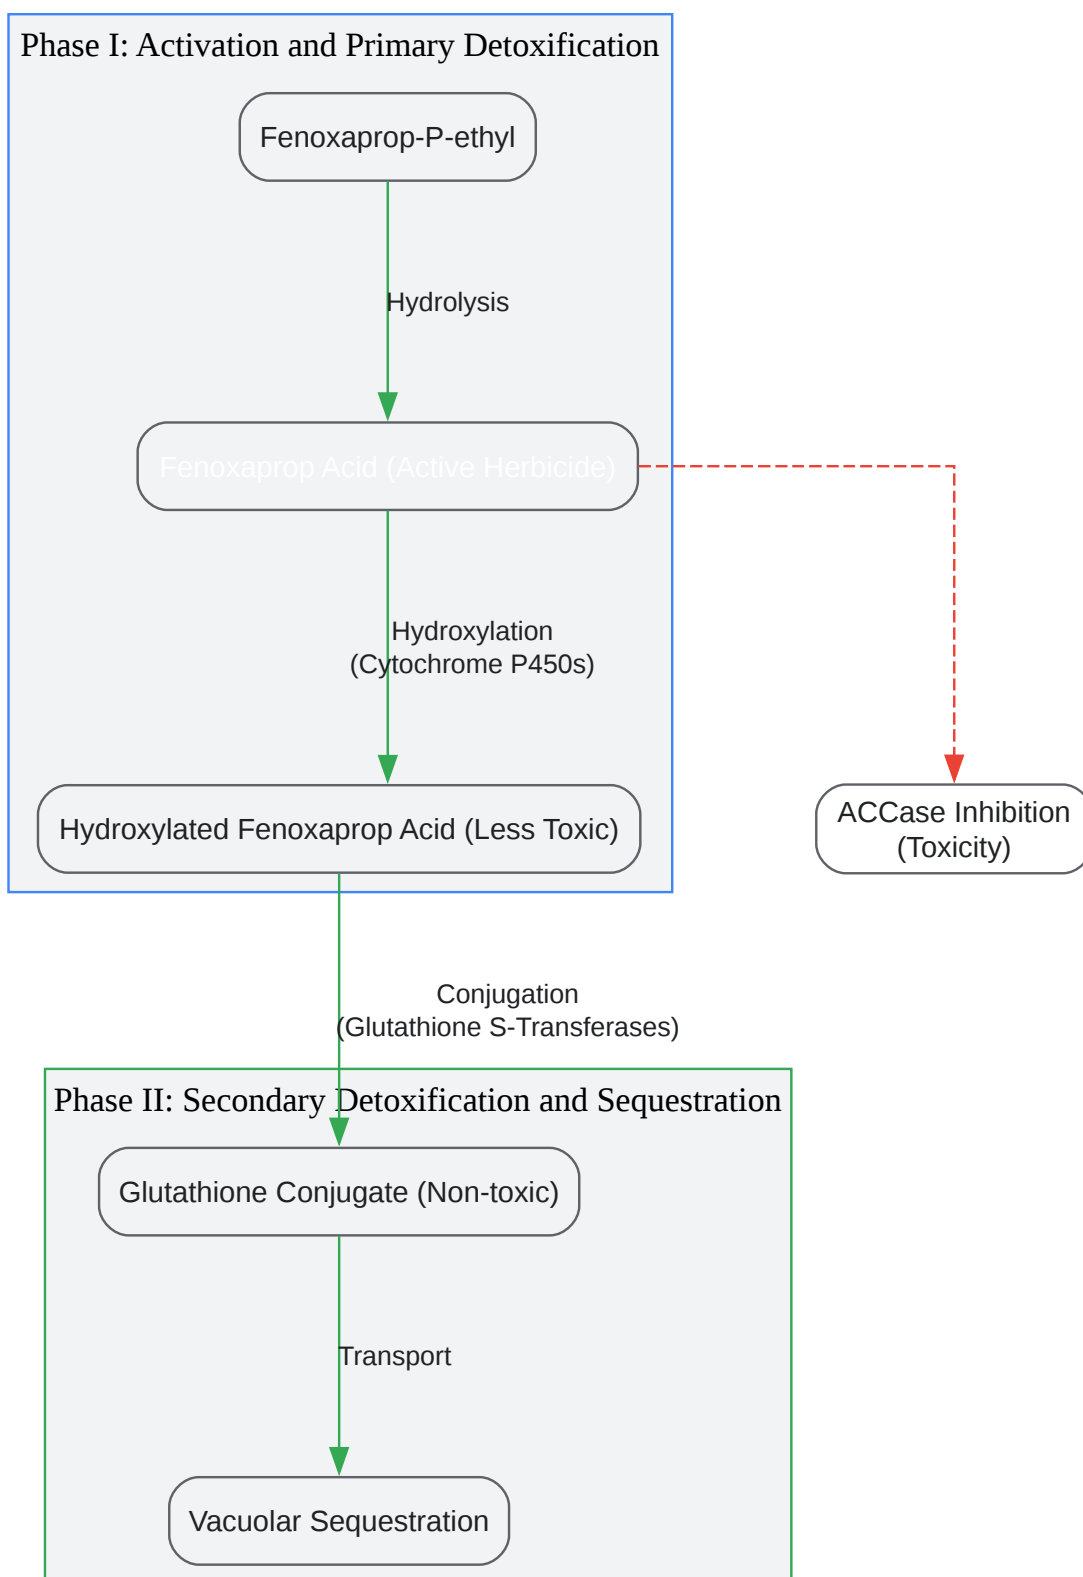 Phase I: Activation and Primary Detoxification
Fenoxaprop-P-ethyl
Hydrolysis
Fenoxaprop Acid (Active Herbicide)
Hydroxylation
(Cytochrome P450s)
Hydroxylated Fenoxaprop Acid (Less Toxic)
ACCase Inhibition
(Toxicity)
Conjugation
(Glutathione S-Transferases)
Phase II: Secondary Detoxification and Sequestration
Glutathione Conjugate (Non-toxic)
Transport
Vacuolar Sequestration